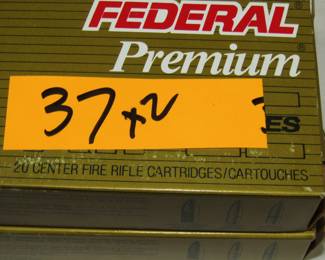 FEDERAL
Premium
37x2
ES
20 CENTER FIRE RIFLE CARTRIDGES/CARTOUCHES